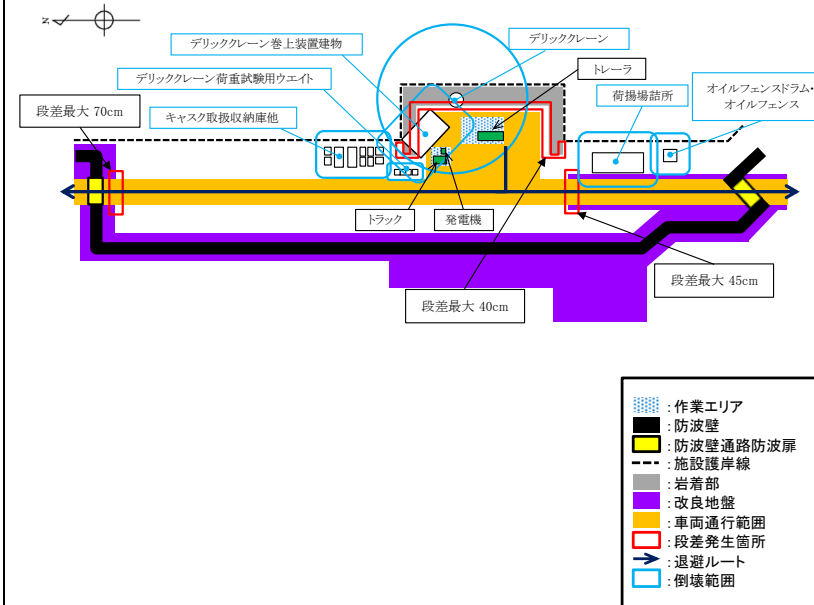 N
デリッククレーン巻上装置建物
デリッククレーン
デリッククレーン荷重試験用ウエイト
トレーラ
段差最大 70cm
キャスク取扱収納庫他
荷揚場詰所
オイルフェンスドラム・
オイルフェンス
トラック
発電機
段差最大 40cm
段差最大 45cm
：作業エリア
：防波壁
：防波壁通路防波扉
：施設護岸線
：岩着部
：改良地盤
：車両通行範囲
：段差発生箇所
：退避ルート
：倒壊範囲